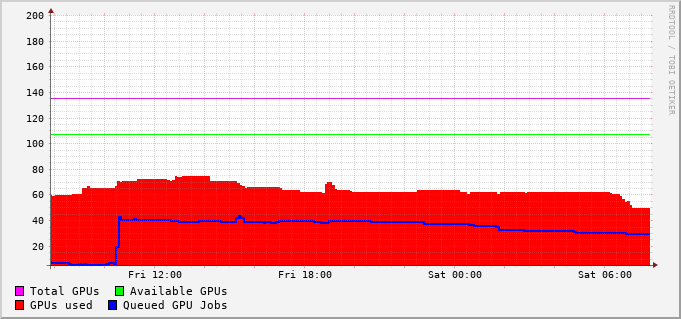 200
180
160
140
120
100
80
60
40
20
Fri 12:00 Fri 18:00 Sat 00:00 Sat 06:00
Total GPUs Available GPUs
GPUs used Queued GPU Jobs
RRDTOOL / TOBI OETIKER